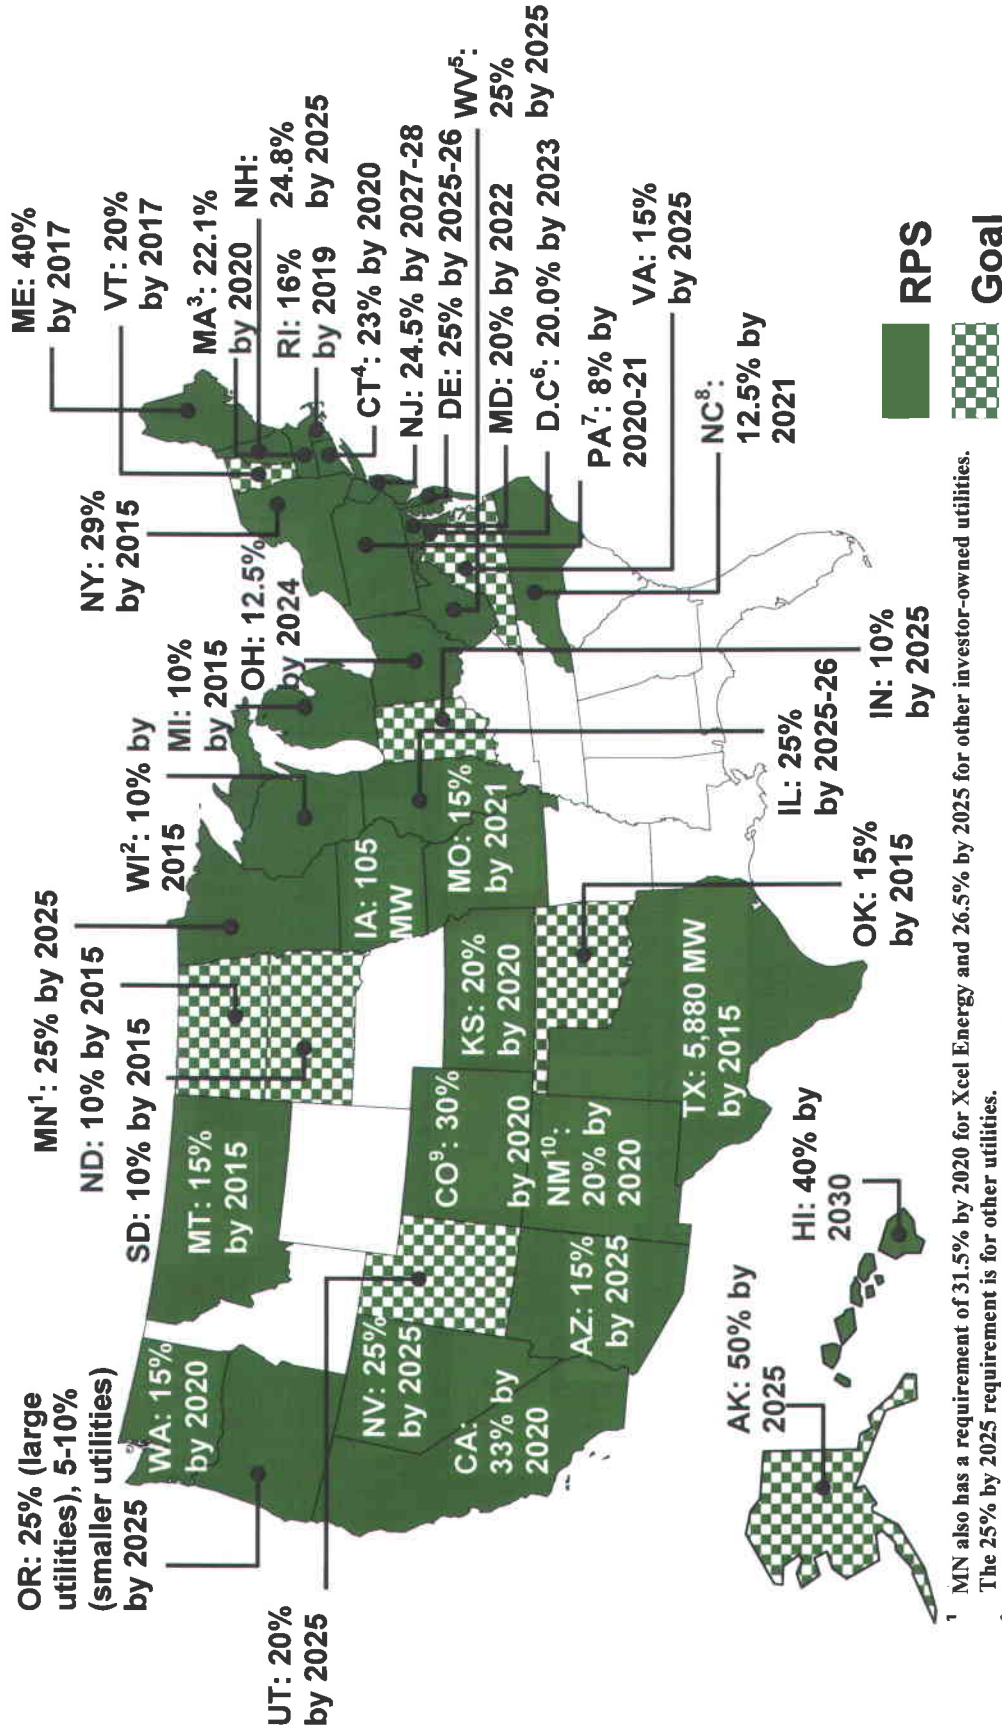 OR: 25% (large
utilities), 5-10%
(smaller utilities)
by 2025
WA: 15%
by 2020
MT: 15%
by 2015
MN¹: 25% by 2025
ND: 10% by 2015
SD: 10% by 2015
WI²: 10% by
2015
MI: 10%
by 2015
OH: 12.5%
by 2024
NY: 29%
by 2015
ME: 40%
by 2017
VT: 20%
by 2017
MA³: 22.1%
by 2020
NH:
24.8%
by 2025
RI: 16%
by 2019
CT⁴: 23% by 2020
NJ: 24.5% by 2027-28
DE: 25% by 2025-26
WV⁵:
25%
by 2025
MD: 20% by 2022
D.C⁶: 20.0% by 2023
PA⁷: 8% by
2020-21
VA: 15%
by 2025
NC⁸:
12.5% by
2021
UT: 20%
by 2025
NV: 25%
by 2025
CA:
33% by
2020
AZ: 15%
by 2025
CO⁹: 30%
by 2020
NM¹⁰:
20% by
2020
KS: 20%
by 2020
IA: 105
MW
MO: 15%
by 2021
TX: 5,880 MW
by 2015
OK: 15%
by 2015
IL: 25%
by 2025-26
IN: 10%
by 2025
AK: 50% by
2025
HI: 40% by
2030
RPS
Goal
¹ MN also has a requirement of 31.5% by 2020 for Xcel Energy and 26.5% by 2025 for other investor-owned utilities.
The 25% by 2025 requirement is for other utilities.